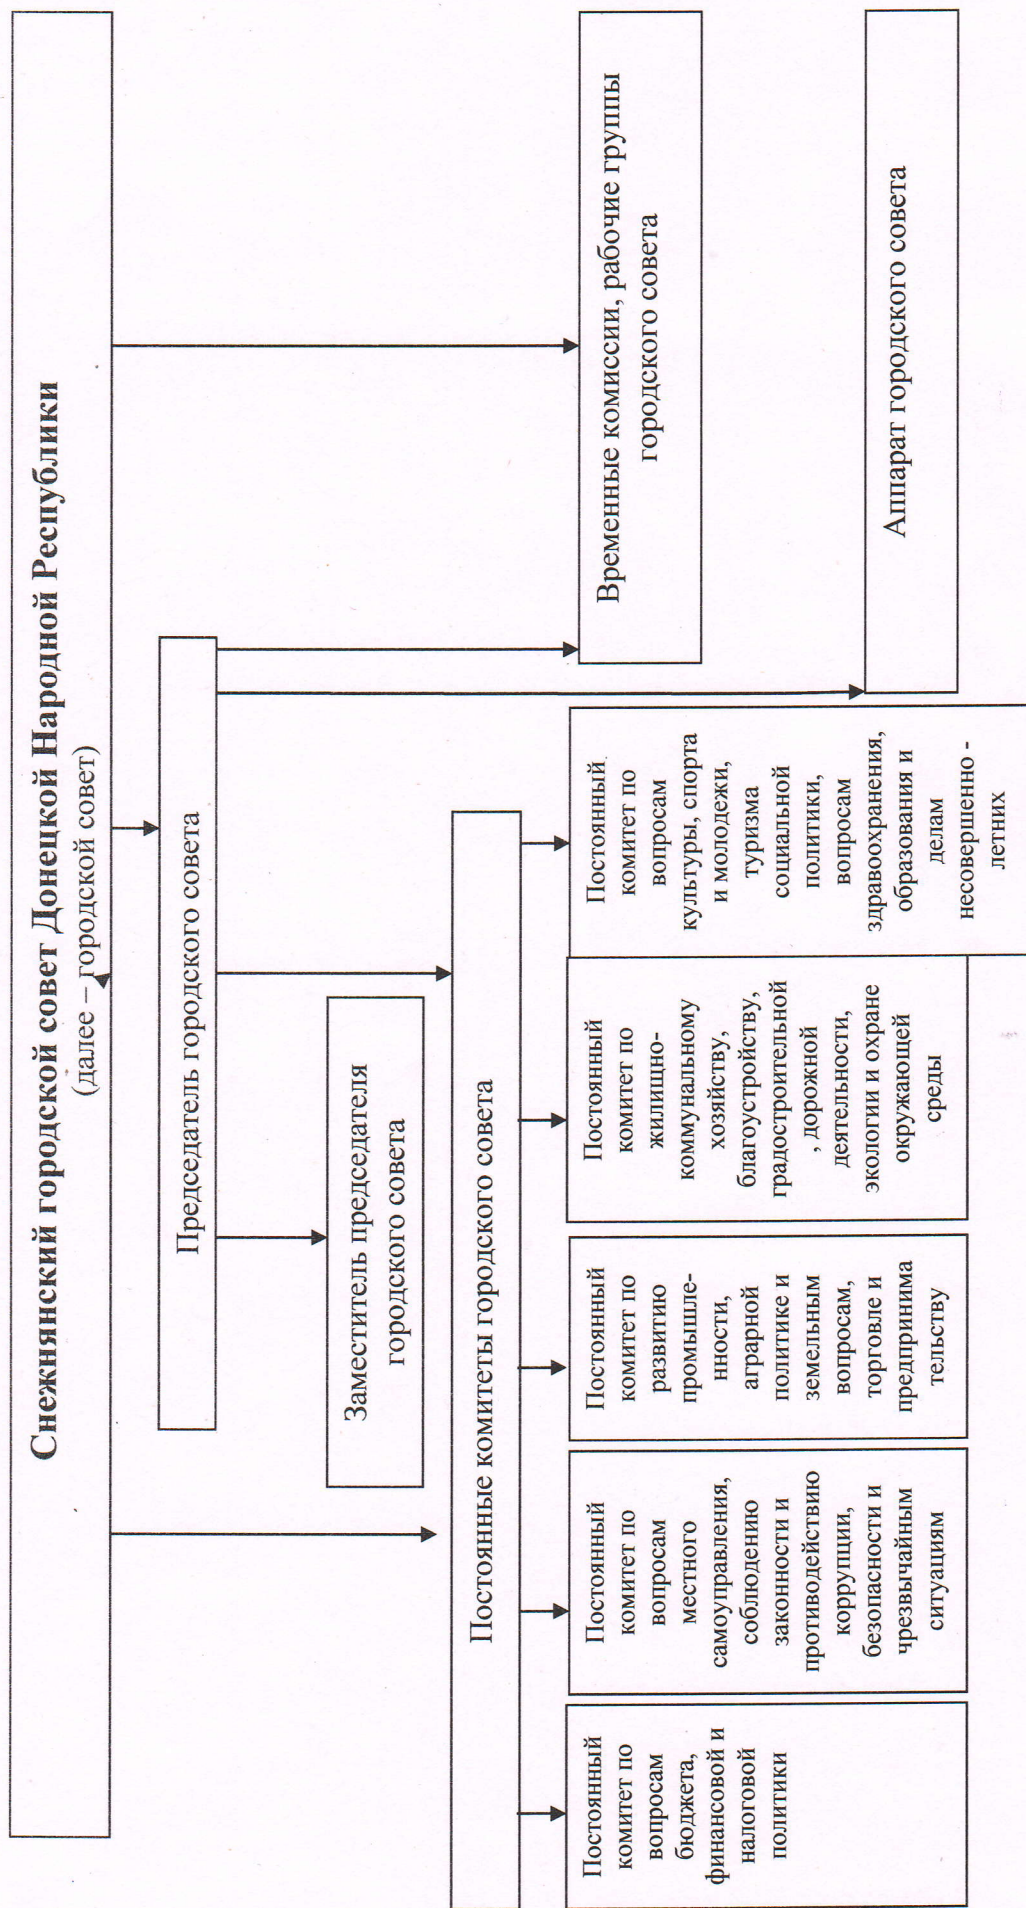 Снежнянский городской совет Донецкой Народной Республики
(далее – городской совет)
Председатель городского совета
Заместитель председателя
городского совета
Постоянные комитеты городского совета
Временные комиссии, рабочие группы
городского совета
Аппарат городского совета
Постоянный
комитет по
вопросам
бюджета,
финансовой и
налоговой
политики
Постоянный
комитет по
вопросам
местного
самоуправления,
соблюдению
законности и
противодействию
коррупции,
безопасности и
чрезвычайным
ситуациям
Постоянный
комитет по
развитию
промышле-
нности,
аграрной
политике и
земельным
вопросам,
торговле и
предпринима
тельству
Постоянный
комитет по
жилищно-
коммунальному
хозяйству,
благоустройству,
градостроительной
, дорожной
деятельности,
экологии и охране
окружающей
среды
Постоянный
комитет по
вопросам
культуры, спорта
и молодежи,
туризма
социальной
политики,
вопросам
здравоохранения,
образования и
делам
несовершенно -
летних